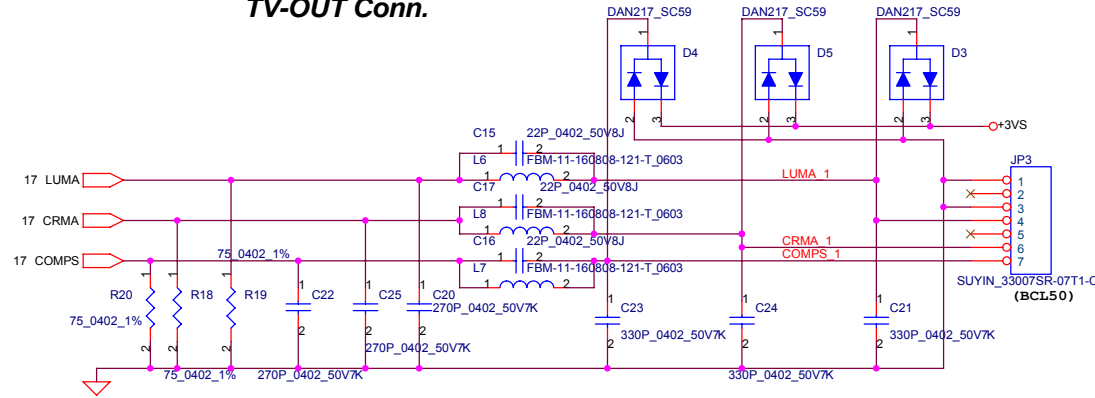 TV-OUT Conn.
DAN217_SC59 DAN217_SC59 DAN217_SC59
1 1 1
D4 D5 D3
2 3 2 3 2 3
+3VS
C15 22P_0402_50V8J
1 2
L6 FBM-11-160808-121-T_0603
JP3
17 LUMA 1 2 LUMA_1 1
C17 22P_0402_50V8J 2
1 2 3
L8 FBM-11-160808-121-T_0603
17 CRMA 4
1 2 5
C16 22P_0402_50V8J CRMA_1 6
17 COMPS 75_0402_1% 1 2 COMPS_1 7
L7 FBM-11-160808-121-T_0603
1 1 1 1 1 1 2
SUYIN_33007SR-07T1-C
(BCL50)
R20 R18 R19 C22 C25 C20
270P_0402_50V7K
1 1 1
C23 C24 C21
75_0402_1%
2 2 2 2 2 2 2 2 2
330P_0402_50V7K 330P_0402_50V7K
270P_0402_50V7K
75_0402_1% 270P_0402_50V7K 330P_0402_50V7K